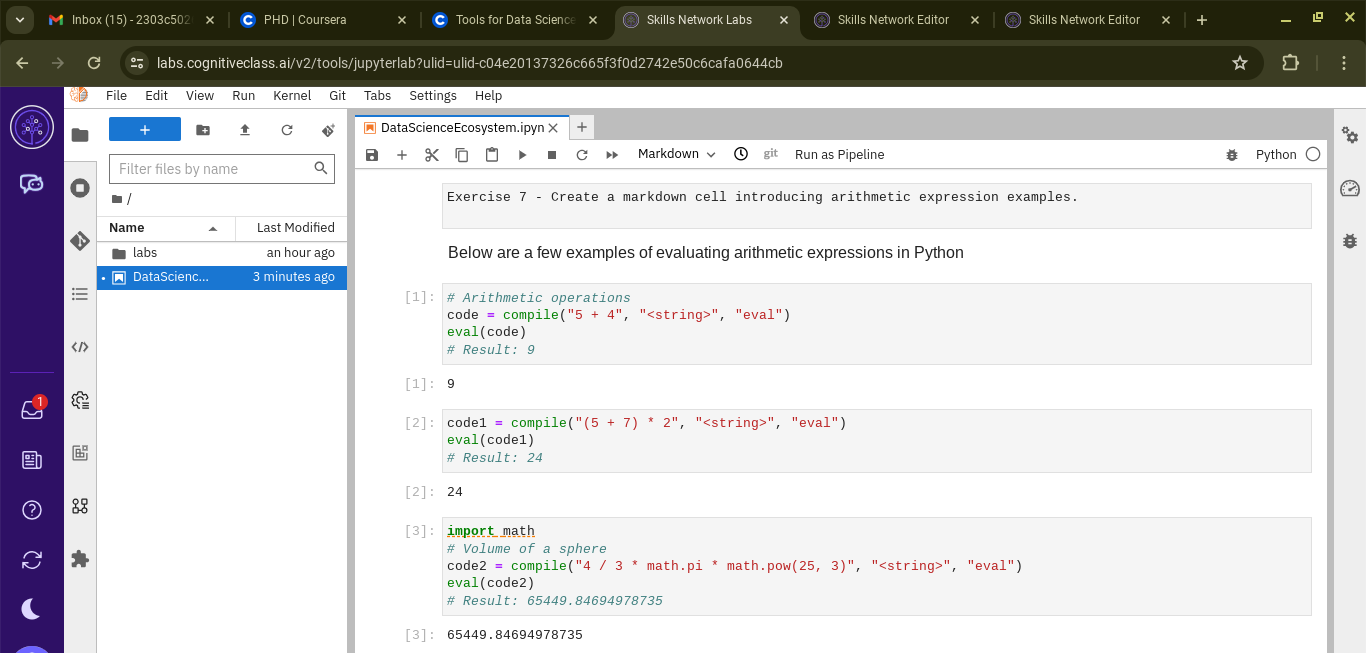 Inbox (15) - 2303c502
PHD | Coursera
Tools for Data Science
Skills Network Labs
Skills Network Editor
Skills Network Editor
labs.cognitiveclass.ai/v2/tools/jupyterlab?ulid=ulid-c04e20137326c665f3f0d2742e50c6cafa0644cb
File Edit View Run Kernel Git Tabs Settings Help
DataScienceEcosystem.ipyn
Markdown git Run as Pipeline Python
Filter files by name
/
Name Last Modified
labs an hour ago
DataScienc... 3 minutes ago
1
Exercise 7 - Create a markdown cell introducing arithmetic expression examples.
Below are a few examples of evaluating arithmetic expressions in Python
[1]: # Arithmetic operations
code = compile("5 + 4", "<string>", "eval")
eval(code)
# Result: 9
[1]: 9
[2]: code1 = compile("(5 + 7) * 2", "<string>", "eval")
eval(code1)
# Result: 24
[2]: 24
[3]: import math
# Volume of a sphere
code2 = compile("4 / 3 * math.pi * math.pow(25, 3)", "<string>", "eval")
eval(code2)
# Result: 65449.84694978735
[3]: 65449.84694978735